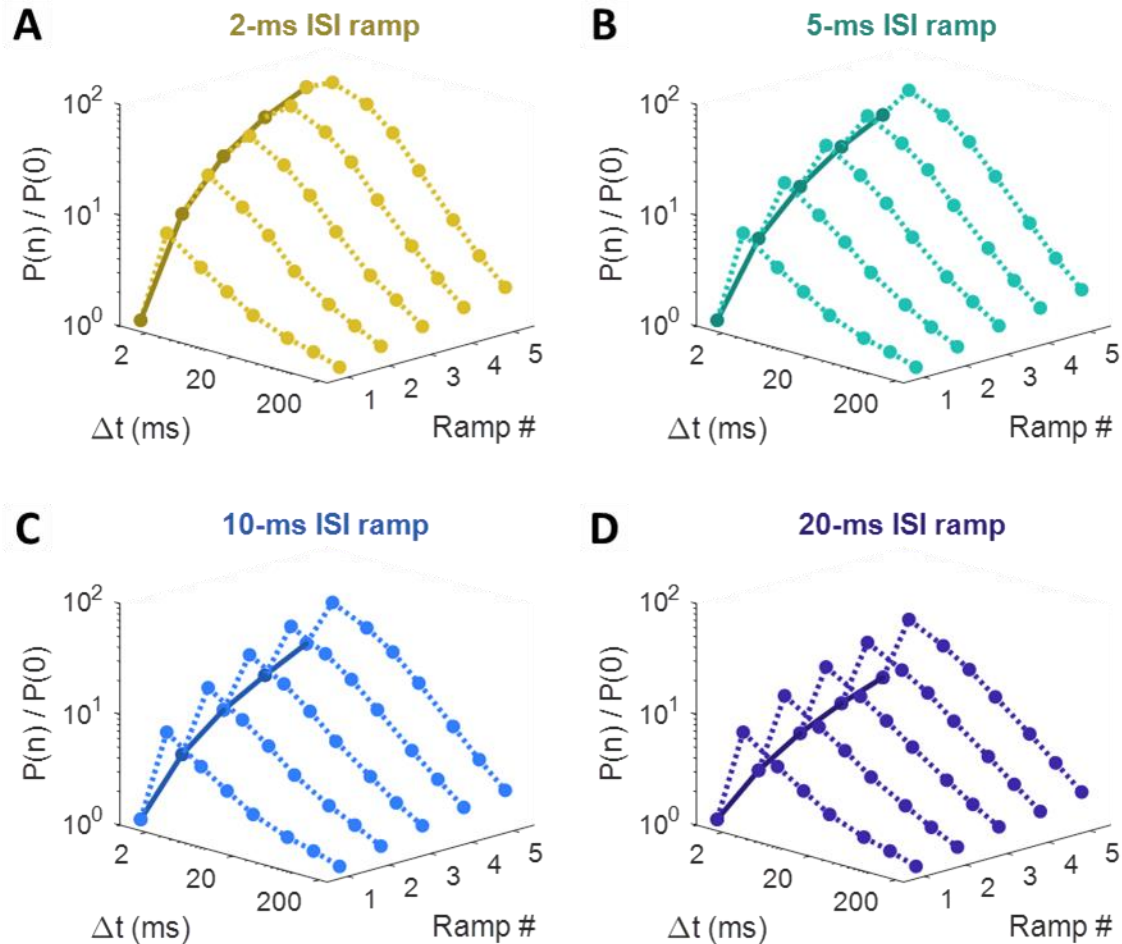 A
2-ms ISI ramp
P(n) / P(0)
10²
10¹
10⁰
2
20
200
Δt (ms)
1
2
3
4
5
Ramp #
B
5-ms ISI ramp
P(n) / P(0)
10²
10¹
10⁰
2
20
200
Δt (ms)
1
2
3
4
5
Ramp #
C
10-ms ISI ramp
P(n) / P(0)
10²
10¹
10⁰
2
20
200
Δt (ms)
1
2
3
4
5
Ramp #
D
20-ms ISI ramp
P(n) / P(0)
10²
10¹
10⁰
2
20
200
Δt (ms)
1
2
3
4
5
Ramp #